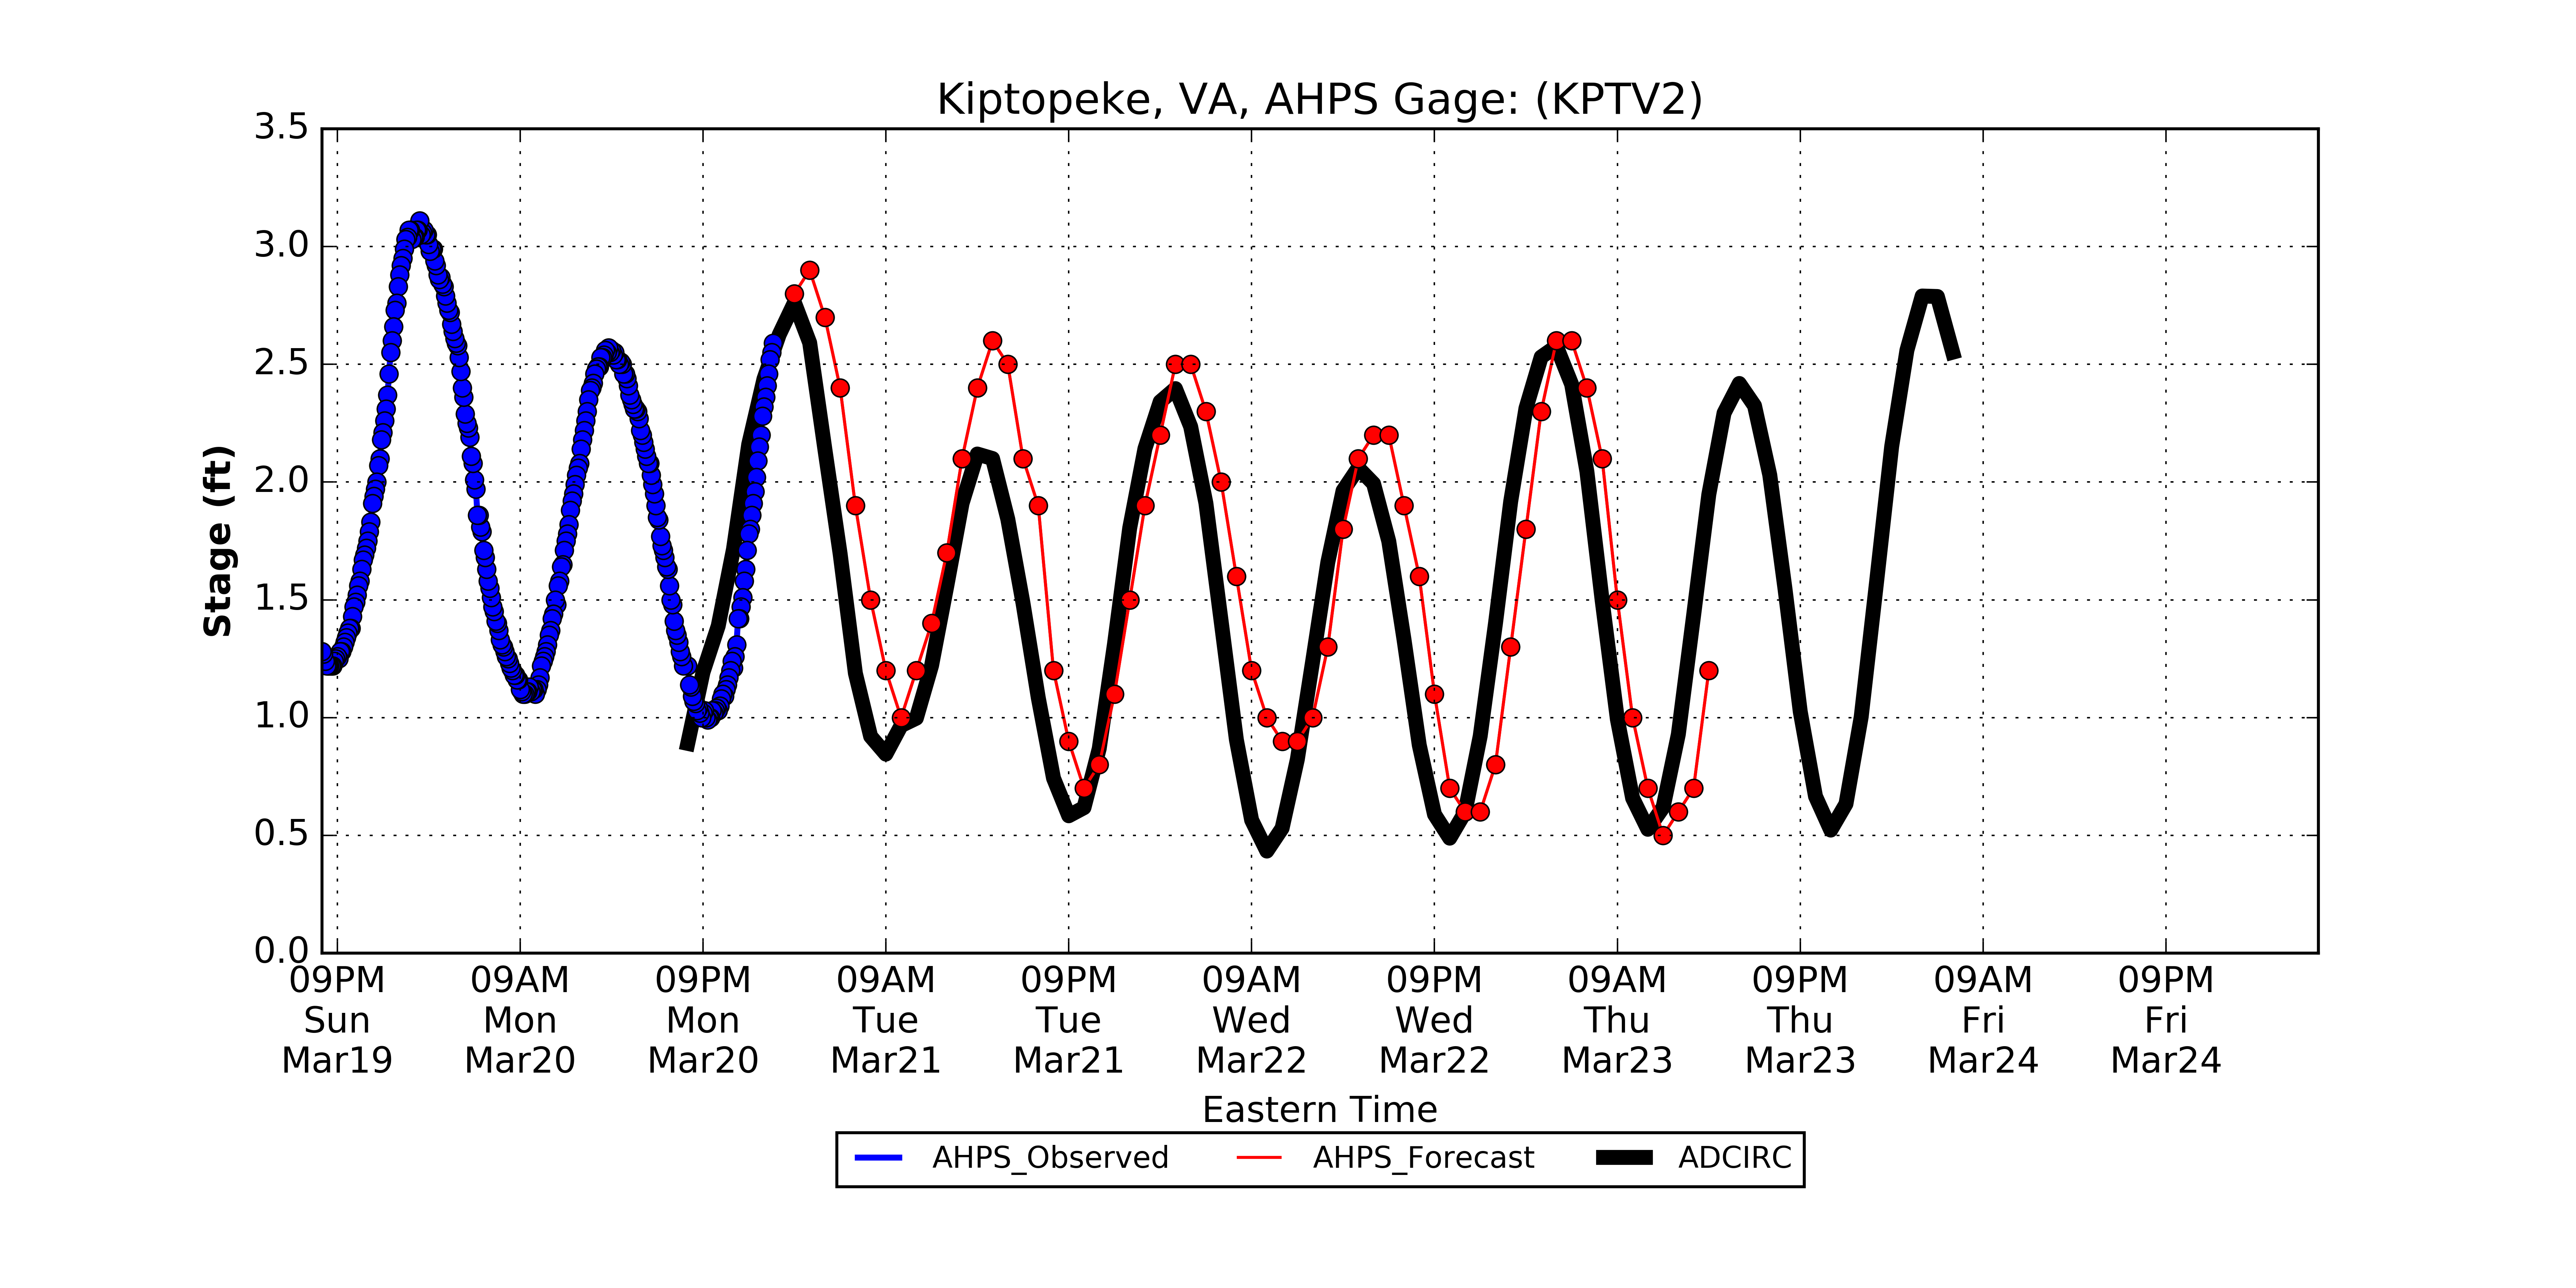 Kiptopeke, VA, AHPS Gage: (KPTV2)
3.5
3.0
2.5
2.0
1.5
1.0
0.5
0.0
Stage (ft)
09PM 09AM 09PM 09AM 09PM 09AM 09PM 09AM 09PM 09AM 09PM
Sun Mon Mon Tue Tue Wed Wed Thu Thu Fri Fri
Mar19 Mar20 Mar20 Mar21 Mar21 Mar22 Mar22 Mar23 Mar23 Mar24 Mar24
Eastern Time
AHPS_Observed AHPS_Forecast ADCIRC